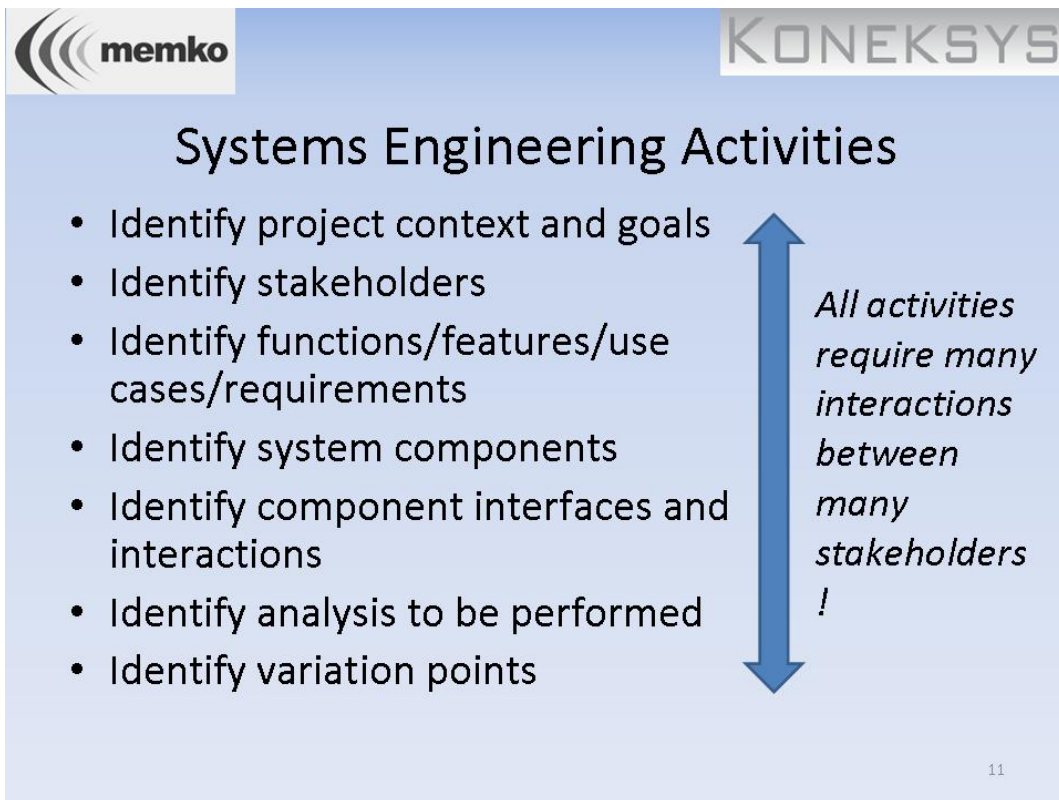 memko
KONEKSYS
Systems Engineering Activities
• Identify project context and goals
• Identify stakeholders
• Identify functions/features/use
cases/requirements
• Identify system components
• Identify component interfaces and
interactions
• Identify analysis to be performed
• Identify variation points
All activities
require many
interactions
between
many
stakeholders
!
11